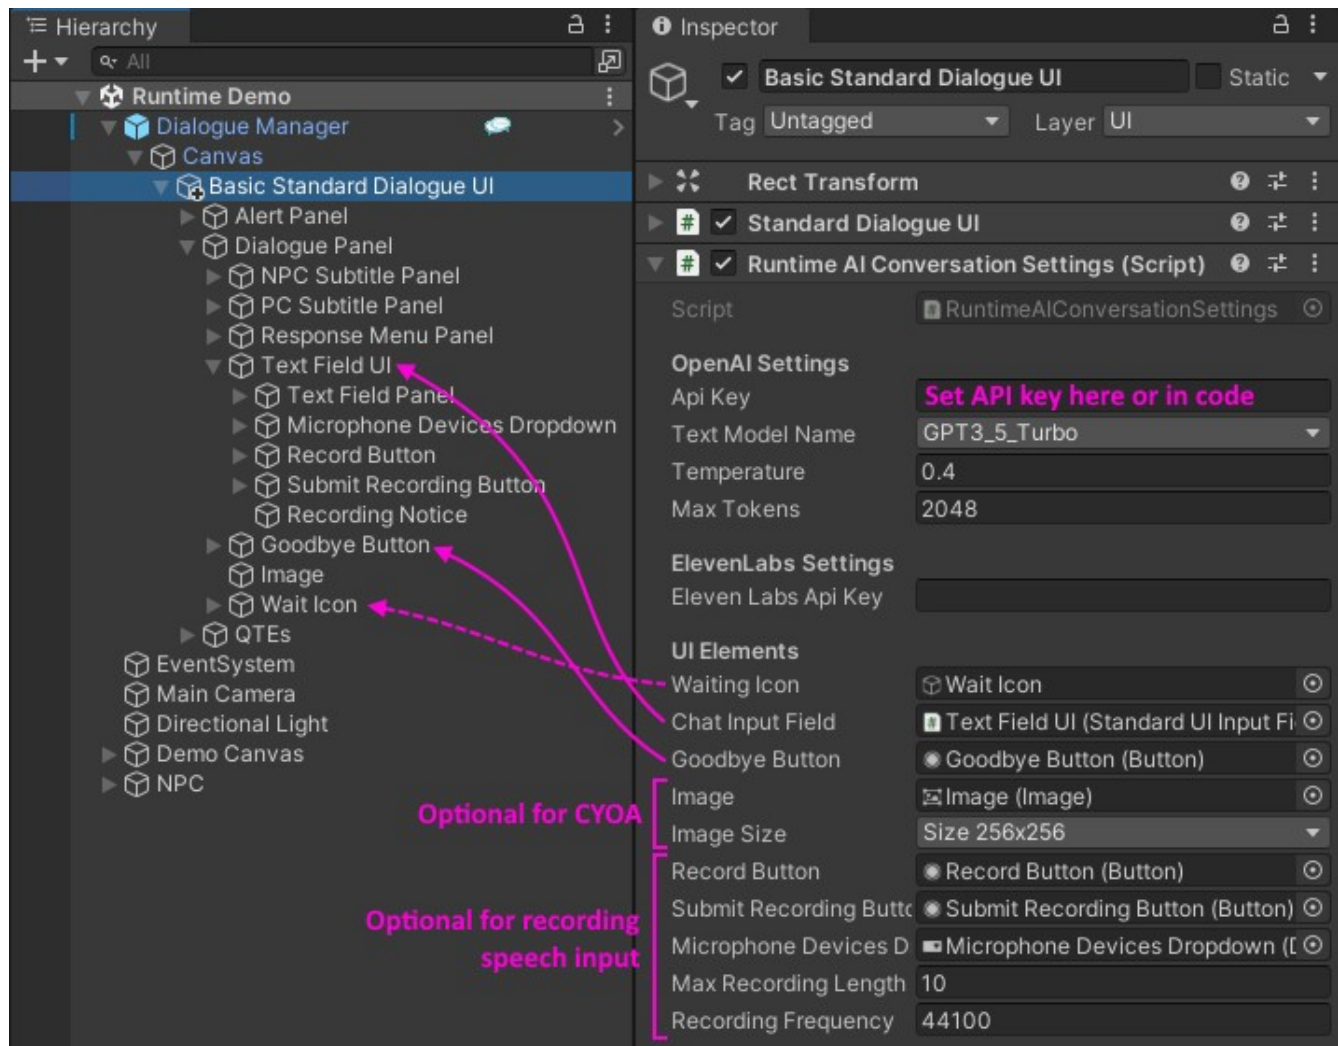 Hierarchy
All
Runtime Demo
Dialogue Manager
Canvas
Basic Standard Dialogue UI
Alert Panel
Dialogue Panel
NPC Subtitle Panel
PC Subtitle Panel
Response Menu Panel
Text Field UI
Text Field Panel
Microphone Devices Dropdown
Record Button
Submit Recording Button
Recording Notice
Goodbye Button
Image
Wait Icon
QTEs
EventSystem
Main Camera
Directional Light
Demo Canvas
NPC
Optional for CYOA
Optional for recording
speech input
Inspector
Basic Standard Dialogue UI Static
Tag Untagged Layer UI
Rect Transform
# Standard Dialogue UI
# Runtime AI Conversation Settings (Script)
Script RuntimeAIConversationSettings
OpenAI Settings
Api Key Set API key here or in code
Text Model Name GPT3_5_Turbo
Temperature 0.4
Max Tokens 2048
ElevenLabs Settings
Eleven Labs Api Key
UI Elements
Waiting Icon Wait Icon
Chat Input Field Text Field UI (Standard UI Input Fi
Goodbye Button Goodbye Button (Button)
Image Image (Image)
Image Size Size 256x256
Record Button Record Button (Button)
Submit Recording Butto Submit Recording Button (Button)
Microphone Devices D Microphone Devices Dropdown (D
Max Recording Length 10
Recording Frequency 44100